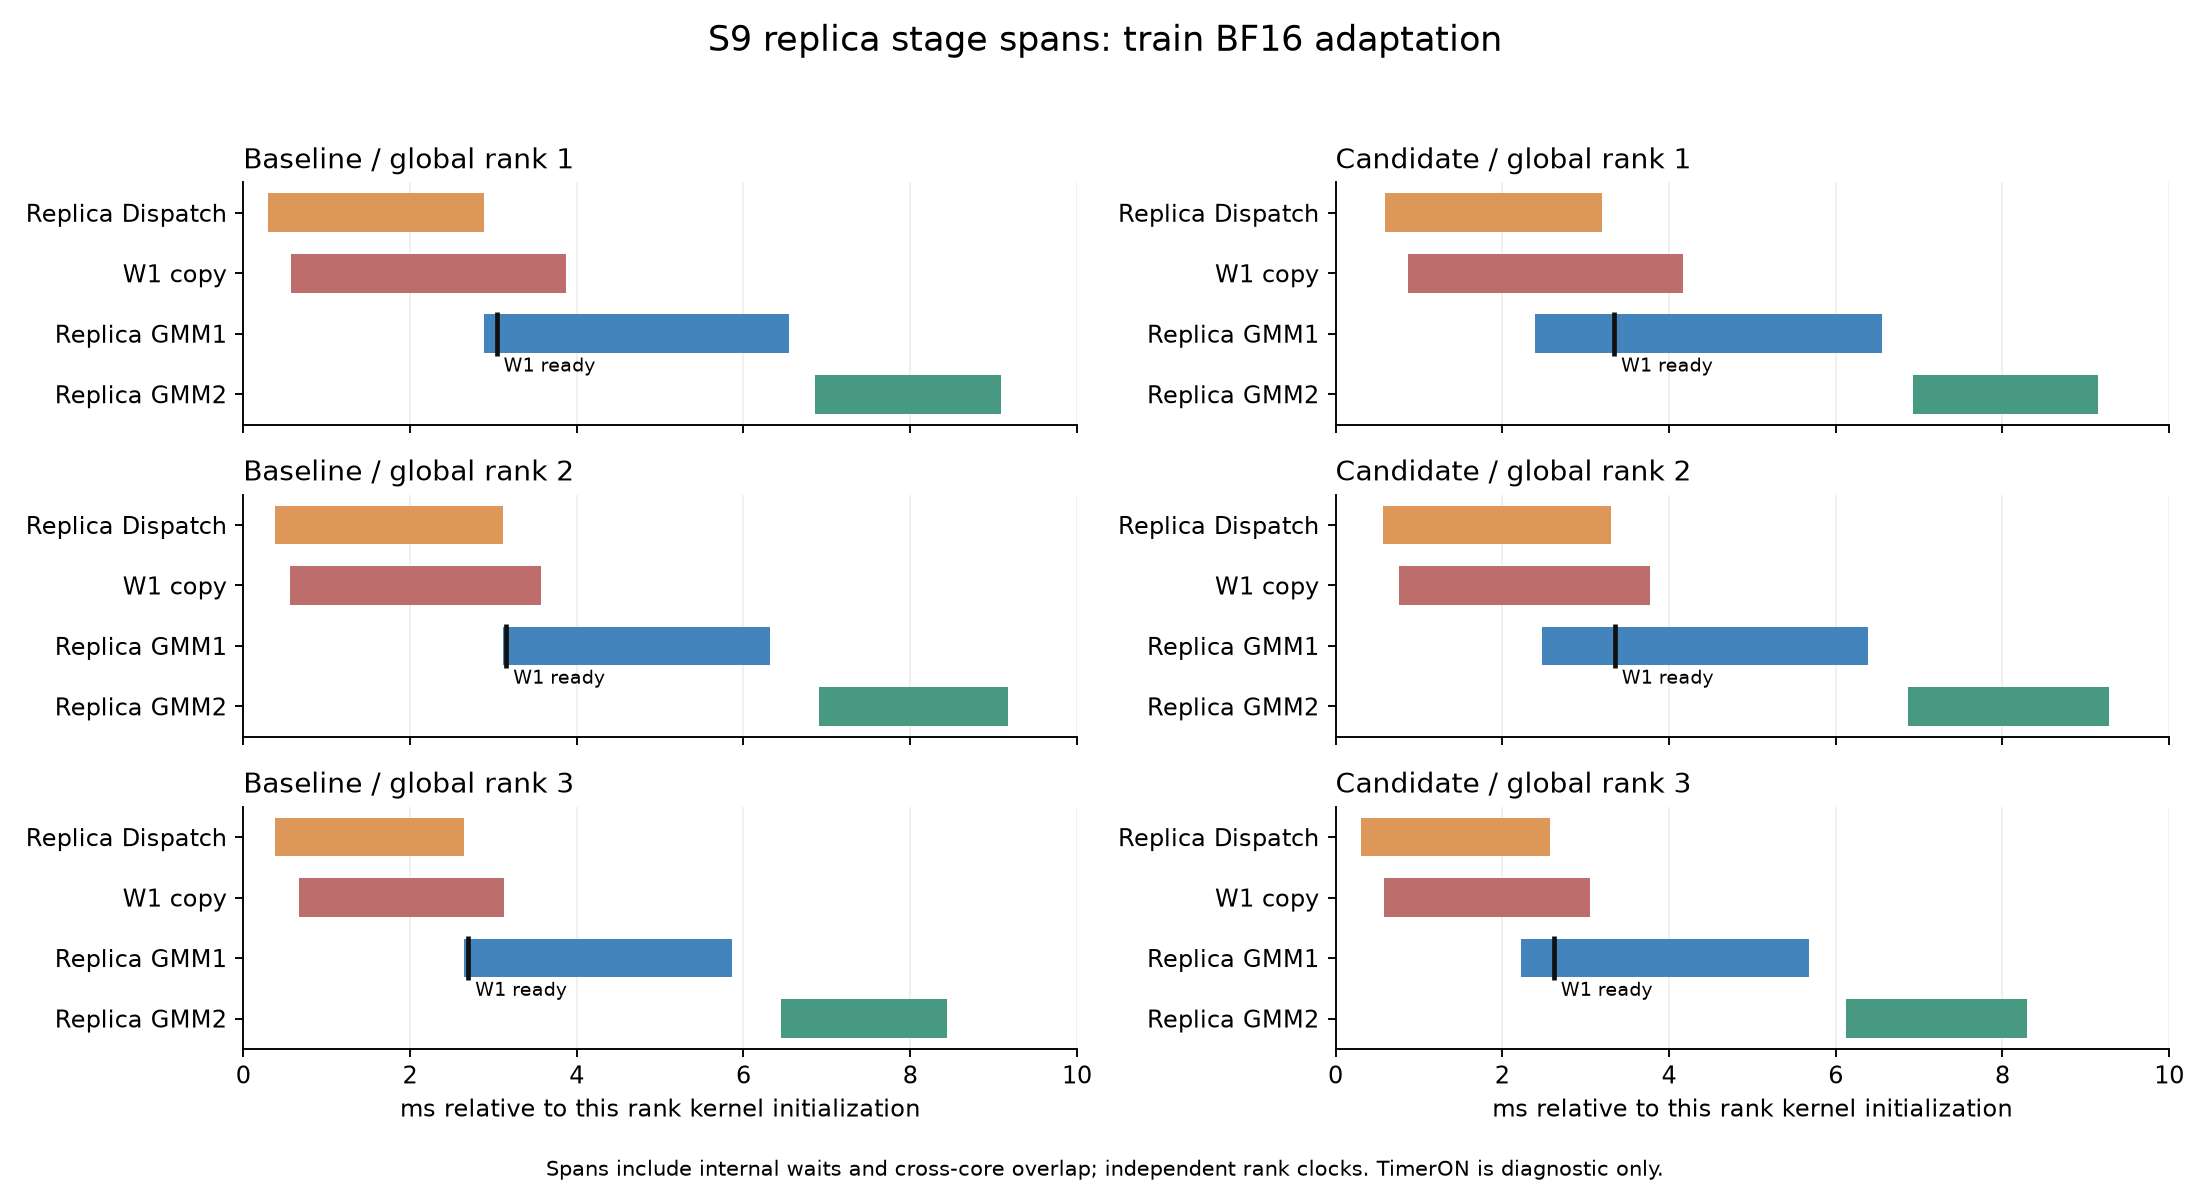 S9 replica stage spans: train BF16 adaptation
Baseline / global rank 1
Replica Dispatch
W1 copy
Replica GMM1
W1 ready
Replica GMM2
Candidate / global rank 1
Replica Dispatch
W1 copy
Replica GMM1
W1 ready
Replica GMM2
Baseline / global rank 2
Replica Dispatch
W1 copy
Replica GMM1
W1 ready
Replica GMM2
Candidate / global rank 2
Replica Dispatch
W1 copy
Replica GMM1
W1 ready
Replica GMM2
Baseline / global rank 3
Replica Dispatch
W1 copy
Replica GMM1
W1 ready
Replica GMM2
0 2 4 6 8 10
ms relative to this rank kernel initialization
Candidate / global rank 3
Replica Dispatch
W1 copy
Replica GMM1
W1 ready
Replica GMM2
0 2 4 6 8 10
ms relative to this rank kernel initialization
Spans include internal waits and cross-core overlap; independent rank clocks. TimerON is diagnostic only.